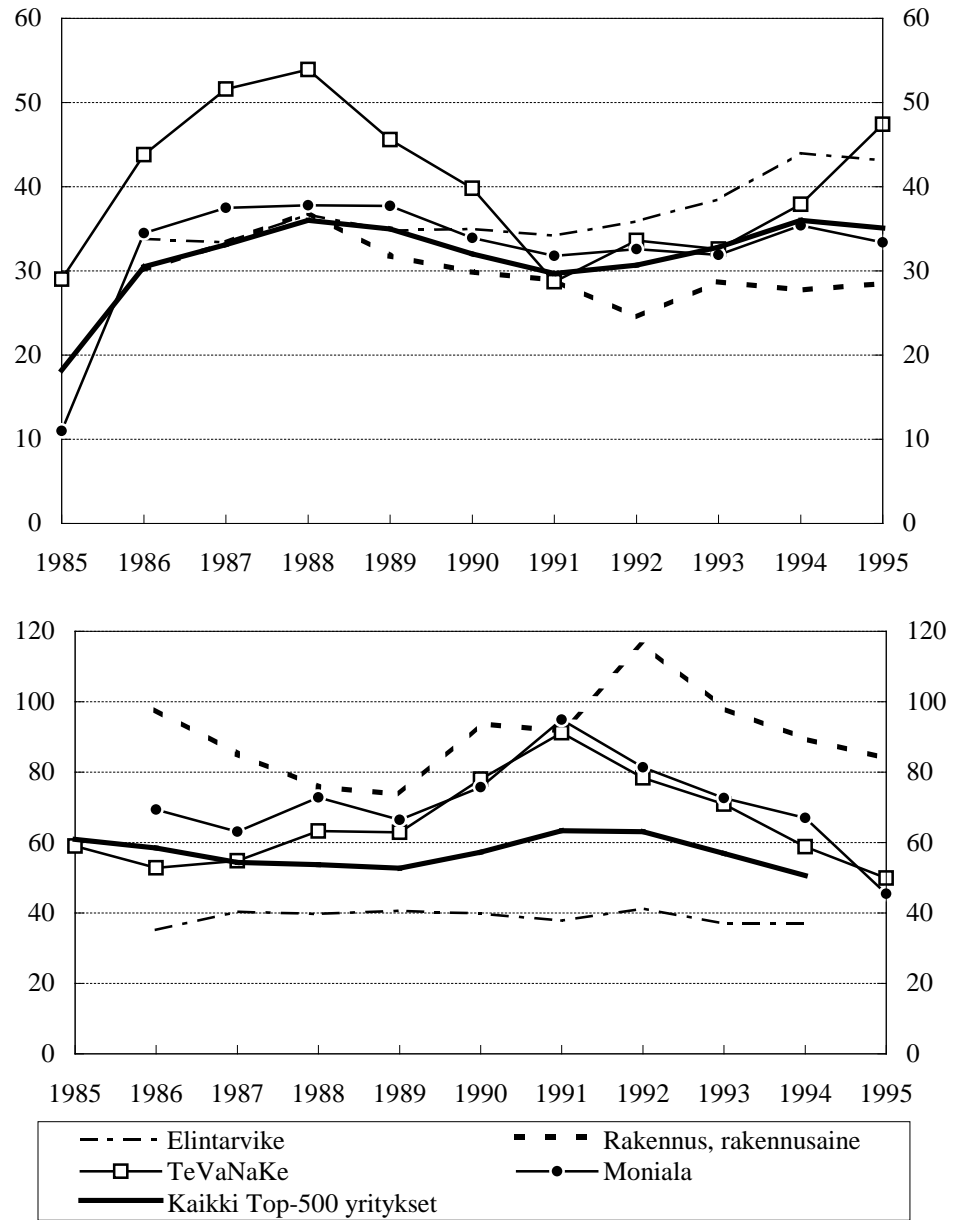 60 60
50 50
40 40
30 30
20 20
10 10
0 0
1985 1986 1987 1988 1989 1990 1991 1992 1993 1994 1995
120 120
100 100
80 80
60 60
40 40
20 20
0 0
1985 1986 1987 1988 1989 1990 1991 1992 1993 1994 1995
Elintarvike Rakennus, rakennusaine
TeVaNaKe Moniala
Kaikki Top-500 yritykset